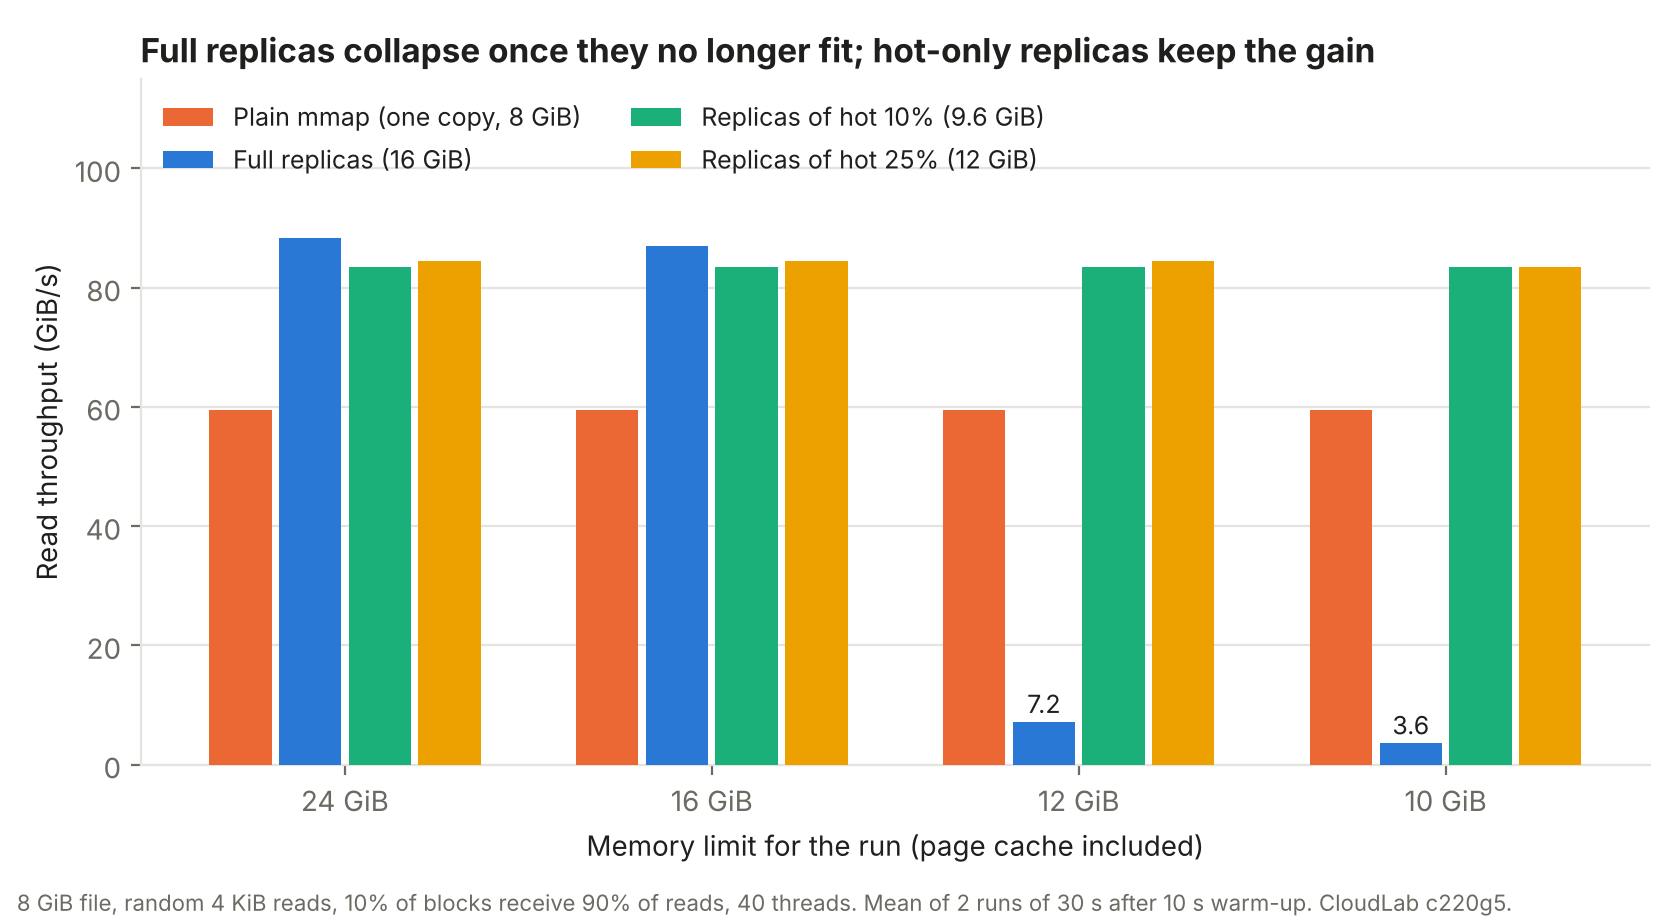 Full replicas collapse once they no longer fit; hot-only replicas keep the gain
Plain mmap (one copy, 8 GiB)
Full replicas (16 GiB)
Replicas of hot 10% (9.6 GiB)
Replicas of hot 25% (12 GiB)
Read throughput (GiB/s)
100
80
60
40
20
0
7.2
3.6
24 GiB
16 GiB
12 GiB
10 GiB
Memory limit for the run (page cache included)
8 GiB file, random 4 KiB reads, 10% of blocks receive 90% of reads, 40 threads. Mean of 2 runs of 30 s after 10 s warm-up. CloudLab c220g5.